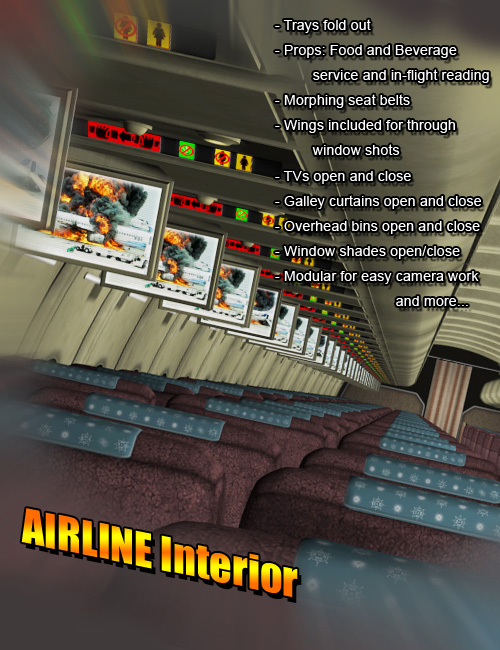 - Trays fold out
- Props: Food and Beverage
service and in-flight reading
- Morphing seat belts
- Wings included for through
window shots
- TVs open and close
- Galley curtains open and close
- Overhead bins open and close
- Window shades open/close
- Modular for easy camera work
and more...
AIRLINE Interior